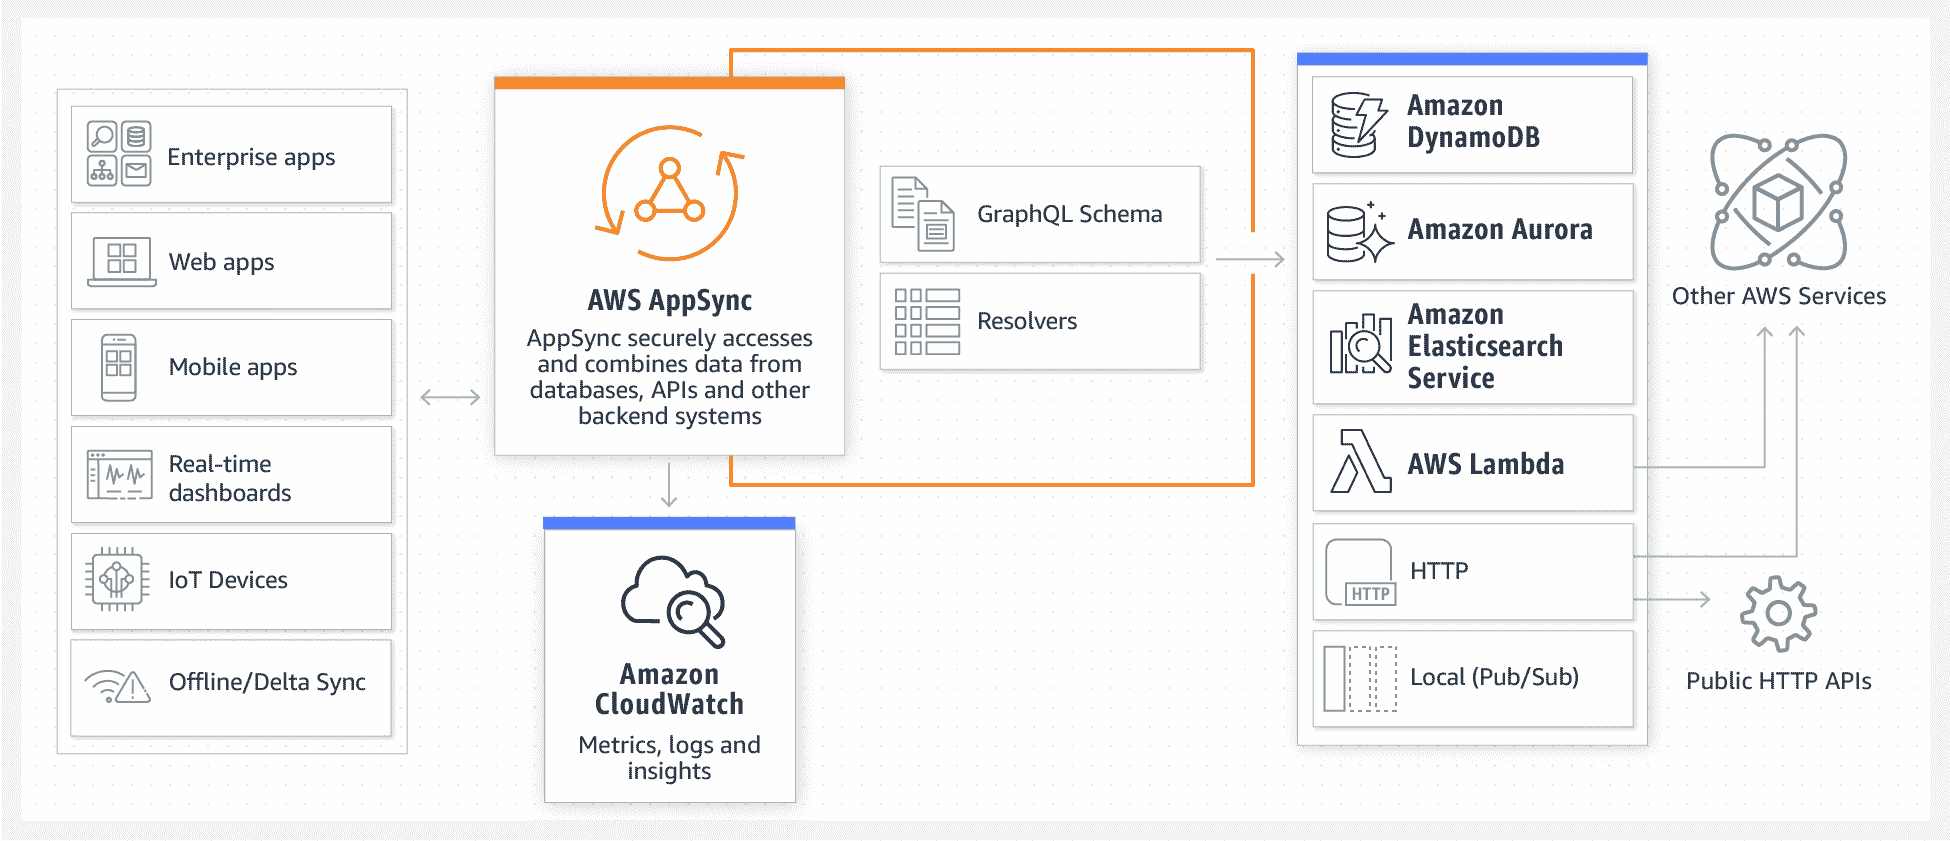 Enterprise apps
Web apps
Mobile apps
Real-time
dashboards
IoT Devices
Offline/Delta Sync
AWS AppSync
AppSync securely accesses
and combines data from
databases, APIs and other
backend systems
Amazon
CloudWatch
Metrics, logs and
insights
GraphQL Schema
Resolvers
Amazon
DynamoDB
Amazon Aurora
Amazon
Elasticsearch
Service
AWS Lambda
HTTP
HTTP
Local (Pub/Sub)
Other AWS Services
Public HTTP APIs